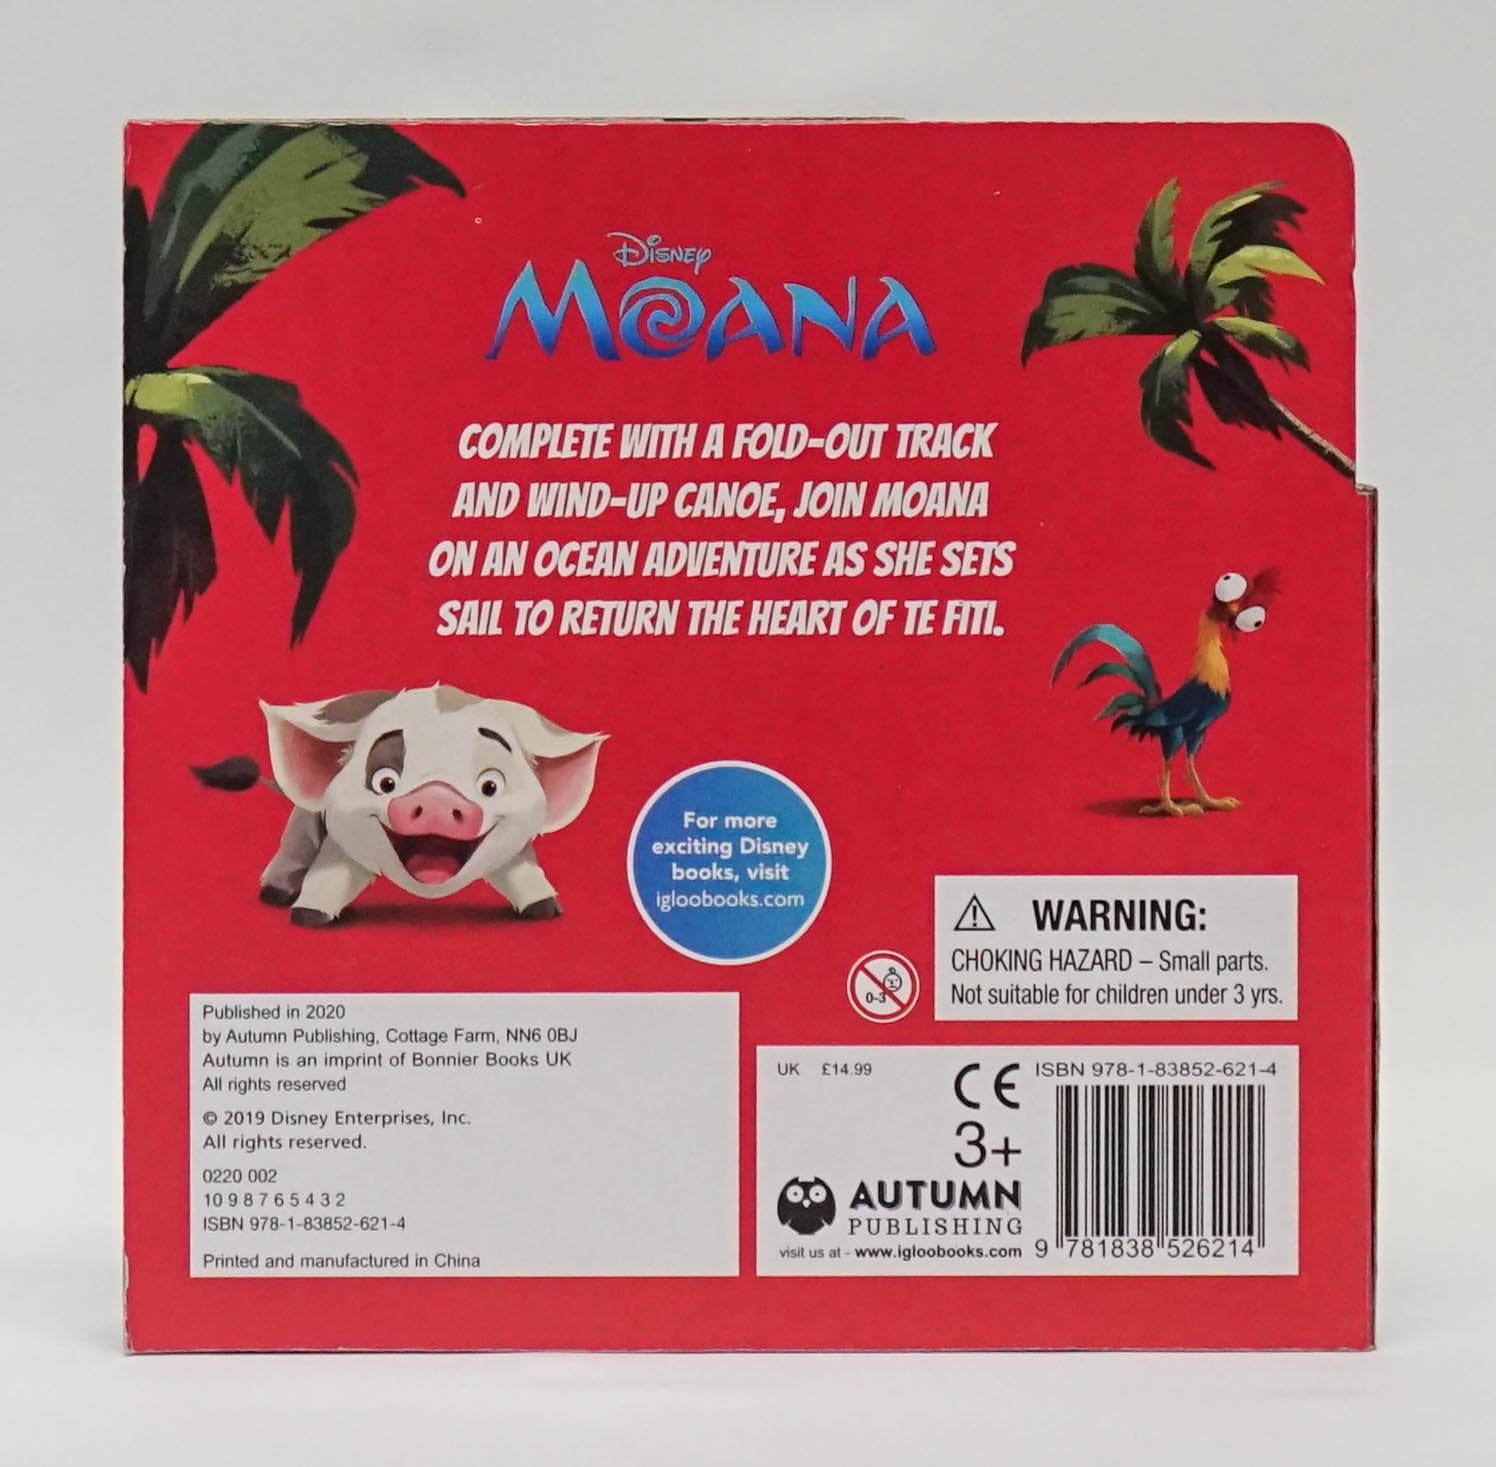 Disney
MOANA
COMPLETE WITH A FOLD-OUT TRACK
AND WIND-UP CANOE, JOIN MOANA
ON AN OCEAN ADVENTURE AS SHE SETS
SAIL TO RETURN THE HEART OF TE FITI.
For more
exciting Disney
books, visit
igloobooks.com
0-3
WARNING:
CHOKING HAZARD – Small parts.
Not suitable for children under 3 yrs.
Published in 2020
by Autumn Publishing, Cottage Farm, NN6 0BJ
Autumn is an imprint of Bonnier Books UK
All rights reserved
© 2019 Disney Enterprises, Inc.
All rights reserved.
0220 002
10 9 8 7 6 5 4 3 2
ISBN 978-1-83852-621-4
Printed and manufactured in China
UK £14.99
CE
3+
AUTUMN
PUBLISHING
visit us at - www.igloobooks.com
ISBN 978-1-83852-621-4
9 781838 526214